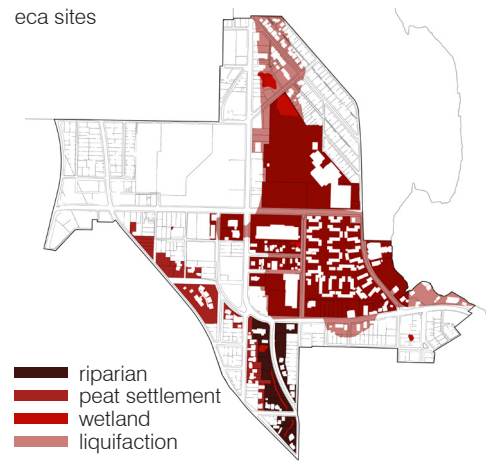 eca sites
riparian
peat settlement
wetland
liquifaction